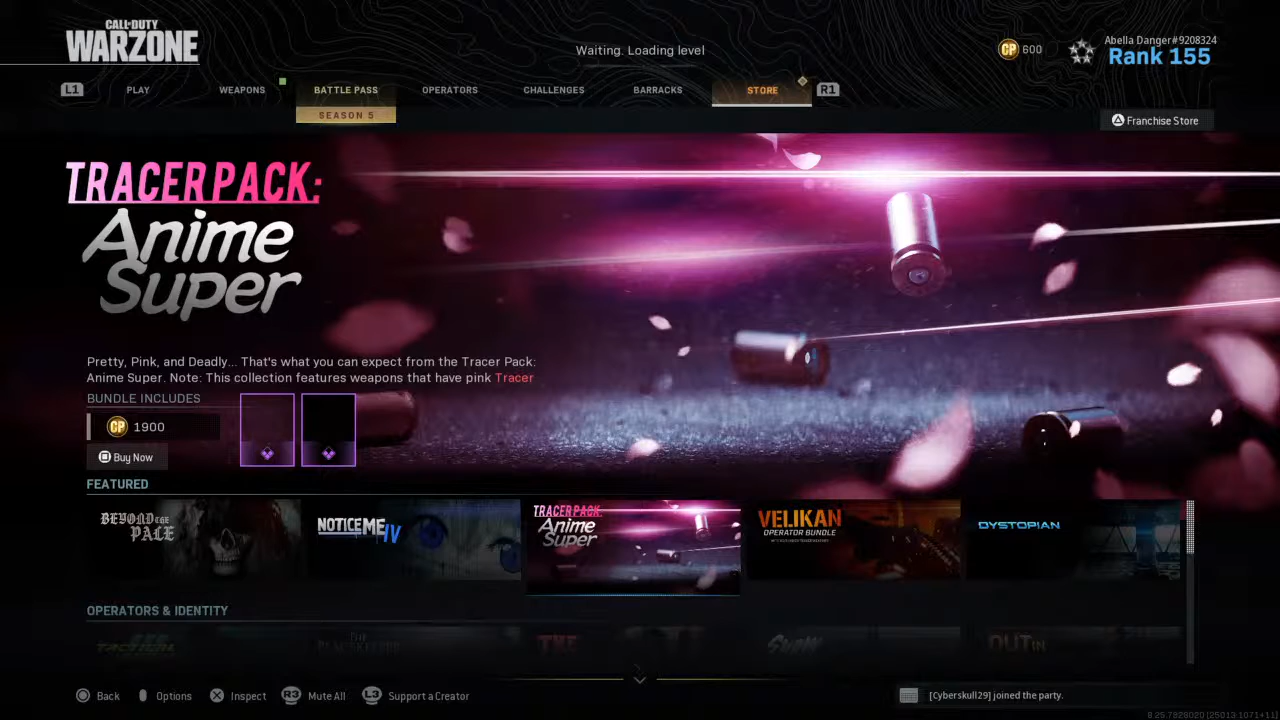 CALL OF DUTY
WARZONE
Waiting. Loading level
CP 600
Abella Danger#9208324
Rank 155
L1
PLAY
WEAPONS
BATTLE PASS
OPERATORS
CHALLENGES
BARRACKS
STORE
R1
SEASON 5
Franchise Store
TRACER PACK:
Anime
Super
Pretty, Pink, and Deadly... That's what you can expect from the Tracer Pack:
Anime Super. Note: This collection features weapons that have pink Tracer
BUNDLE INCLUDES
CP 1900
Buy Now
FEATURED
BEYOND THE
PALE
NOTICE ME
IV
TRACER PACK:
Anime
Super
VELIKAN
OPERATOR BUNDLE
DYSTOPIAN
OPERATORS & IDENTITY
THE
OUT IN
Back
Options
Inspect
R3 Mute All
L3 Support a Creator
[Cyberskull29] joined the party.